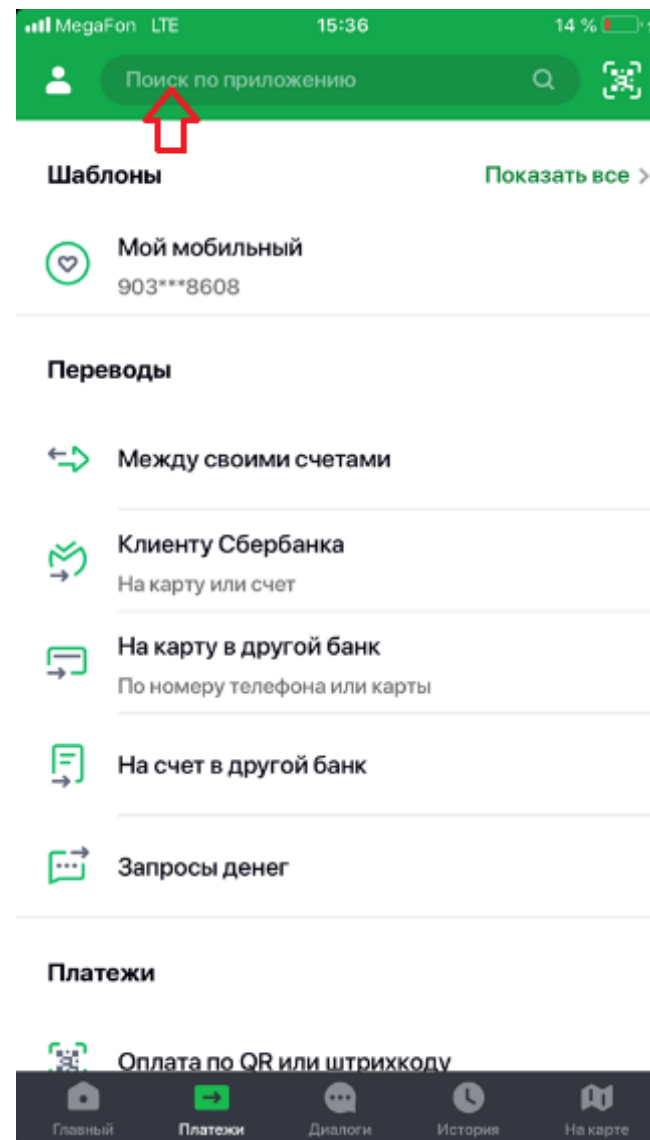 MegaFon LTE 15:36 14 %
Поиск по приложению
Шаблоны Показать все >
Мой мобильный
903***8608
Переводы
Между своими счетами
Клиенту Сбербанка
На карту или счет
На карту в другой банк
По номеру телефона или карты
На счет в другой банк
Запросы денег
Платежи
Оплата по QR или штрихкоду
Главный Платежи Диалоги История На карте